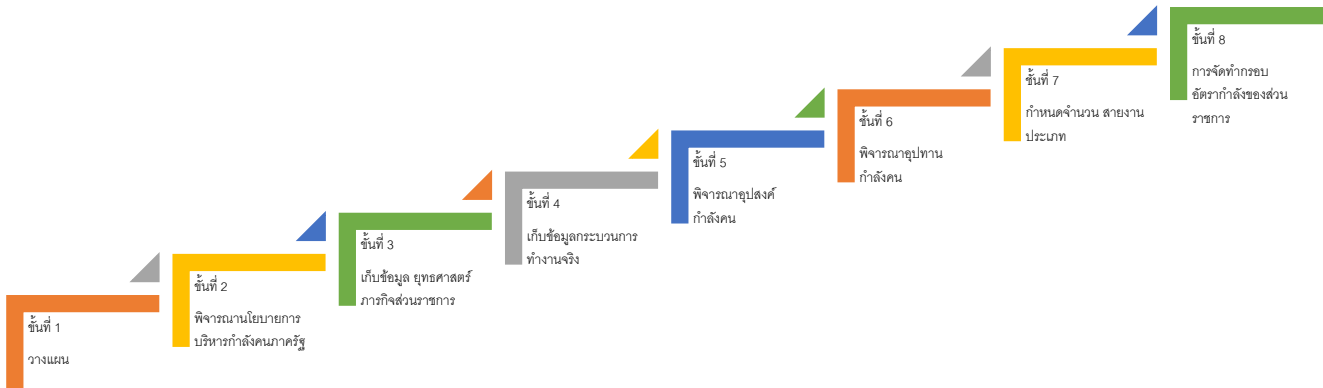 ขั้นที่ 1
วางแผน
ขั้นที่ 2
พิจารณานโยบายการ
บริหารกำลังคนภาครัฐ
ขั้นที่ 3
เก็บข้อมูล ยุทธศาสตร์
ภารกิจส่วนราชการ
ขั้นที่ 4
เก็บข้อมูลกระบวนการ
ทำงานจริง
ขั้นที่ 5
พิจารณาอุปสงค์
กำลังคน
ขั้นที่ 6
พิจารณาอุปทาน
กำลังคน
ขั้นที่ 7
กำหนดจำนวน สายงาน
ประเภท
ขั้นที่ 8
การจัดทำกรอบ
อัตรากำลังของส่วน
ราชการ